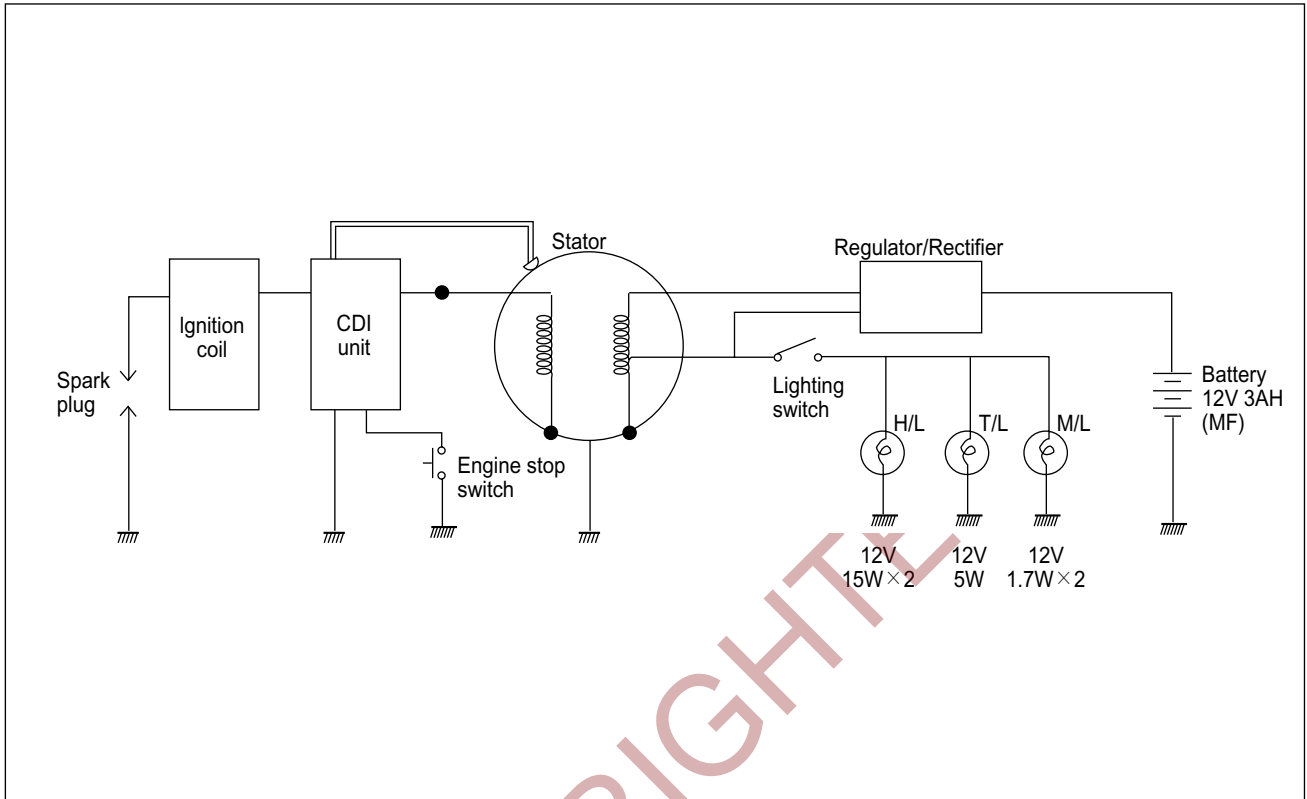 Stator
Regulator/Rectifier
Ignition
coil
CDI
unit
Spark
plug
Engine stop
switch
Lighting
switch
H/L
T/L
M/L
Battery
12V 3AH
(MF)
12V
15W×2
12V
5W
12V
1.7W×2
RIGHTE